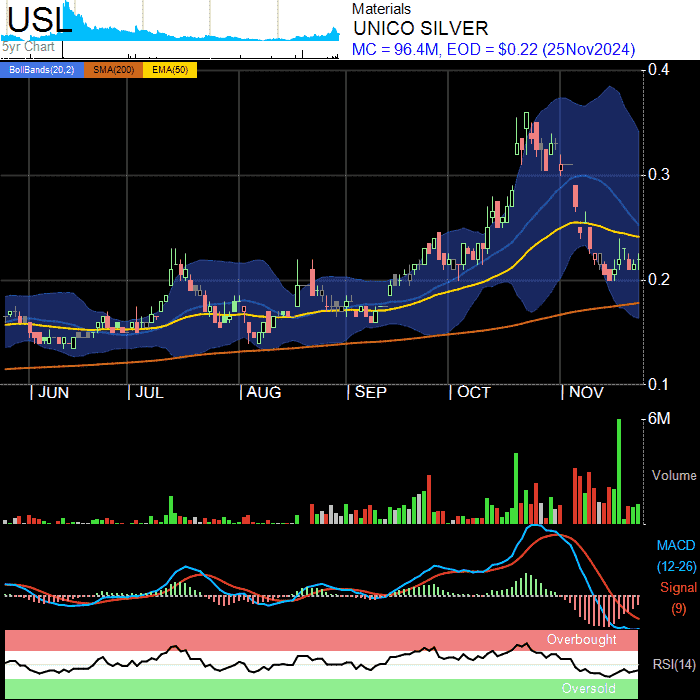 USL
5yr Chart
Materials
UNICO SILVER
MC = 96.4M, EOD = $0.22 (25Nov2024)
BollBands(20,2) SMA(200) EMA(50)
0.4
0.3
0.2
0.1
JUN JUL AUG SEP OCT NOV
6M
Volume
MACD
(12-26)
Signal
(9)
Overbought
RSI(14)
Oversold